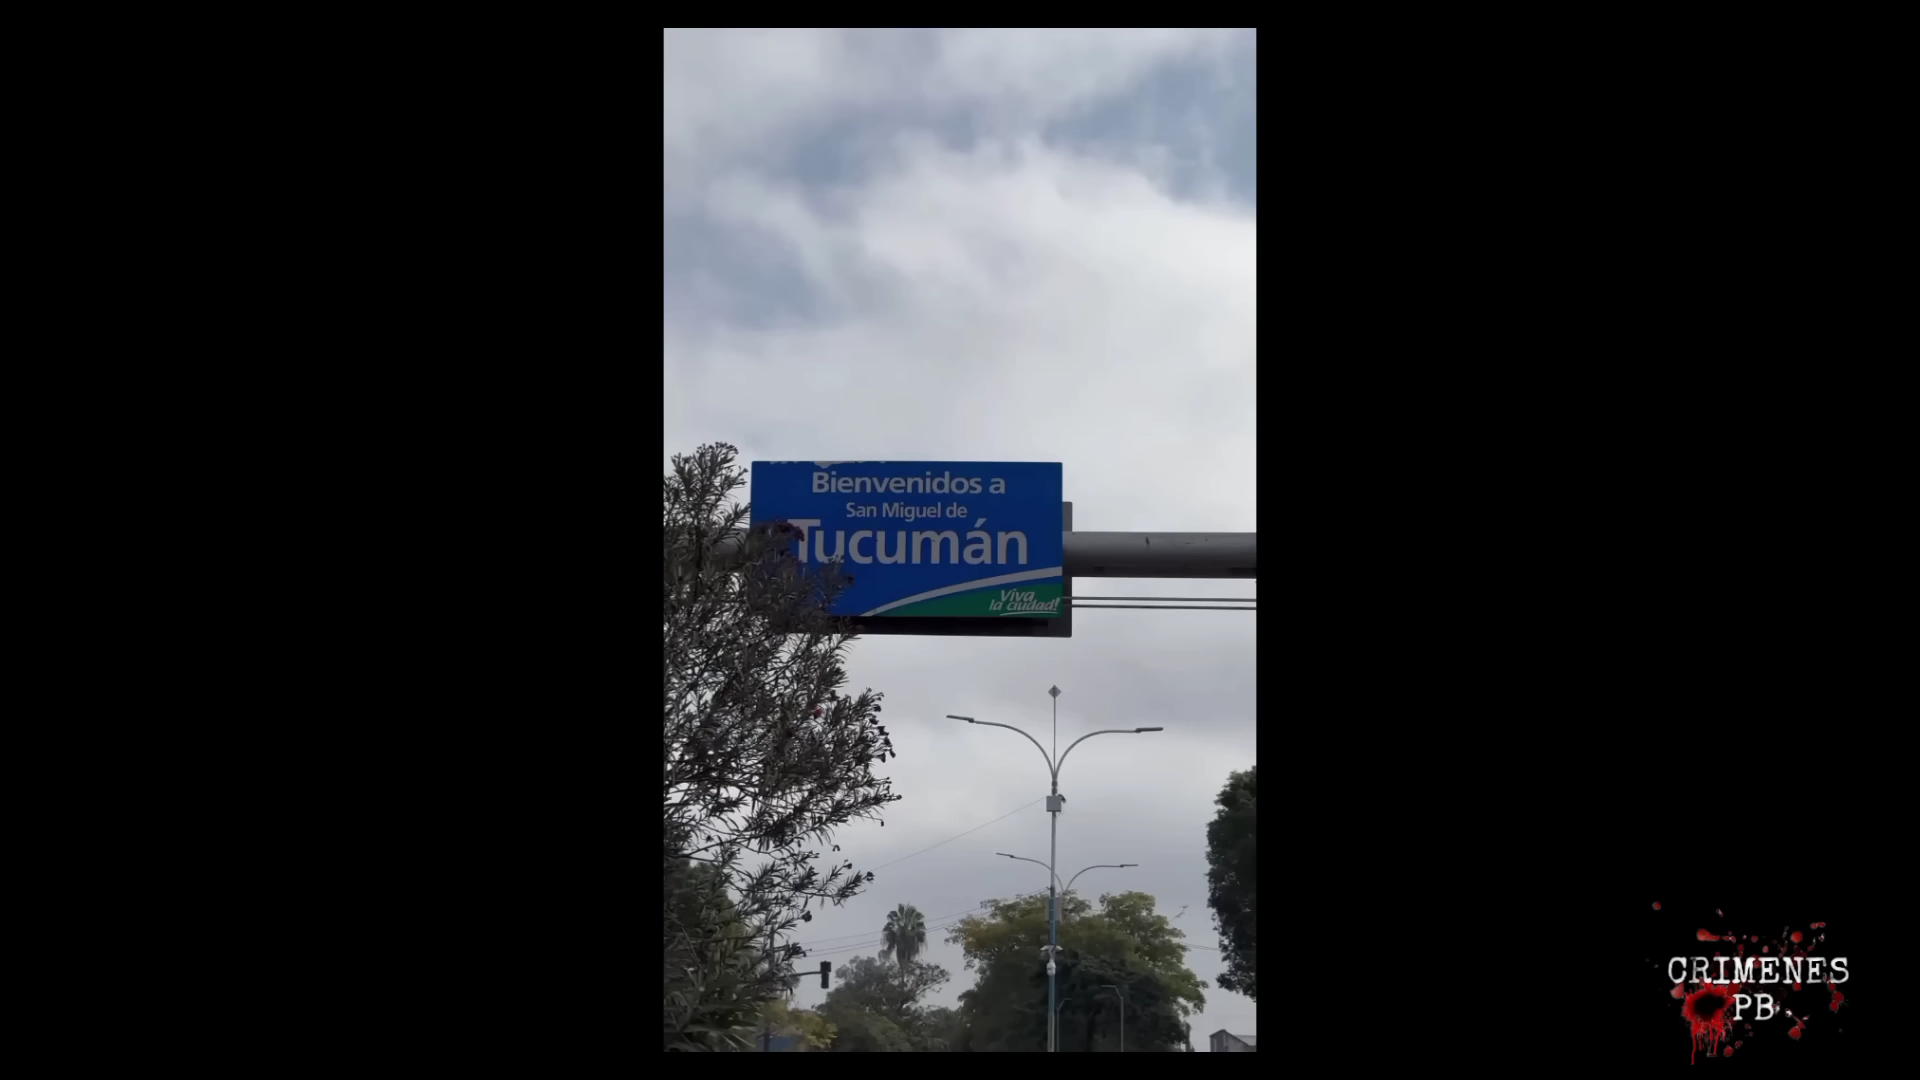 Bienvenidos a
San Miguel de
Tucumán
Viva
la ciudad!
CRIMENES
PB